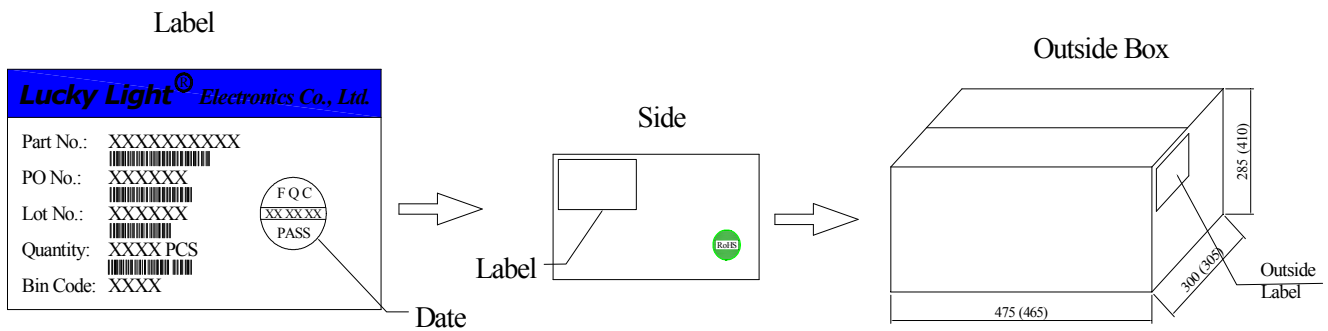 Label
Lucky Light® Electronics Co., Ltd.
Part No.: XXXXXXXXXX
PO No.: XXXXXX
Lot No.: XXXXXX
Quantity: XXXX PCS
Bin Code: XXXX
F Q C
XX XX XX
PASS
Date
Side
RoHS
Label
Outside Box
285 (410)
300 (305)
475 (465)
Outside
Label